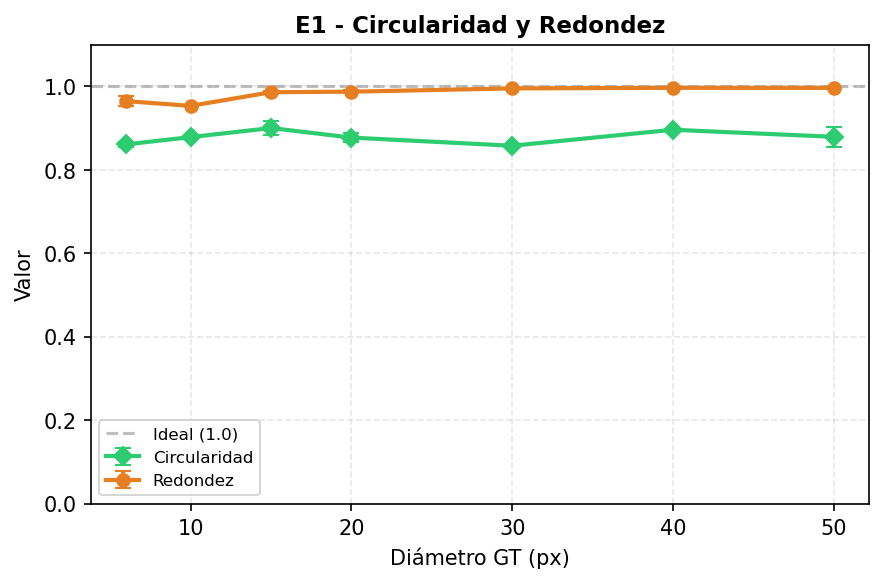 E1 - Circularidad y Redondez
Valor
1.0
0.8
0.6
0.4
0.2
0.0
Ideal (1.0)
Circularidad
Redondez
10
20
30
40
50
Diámetro GT (px)